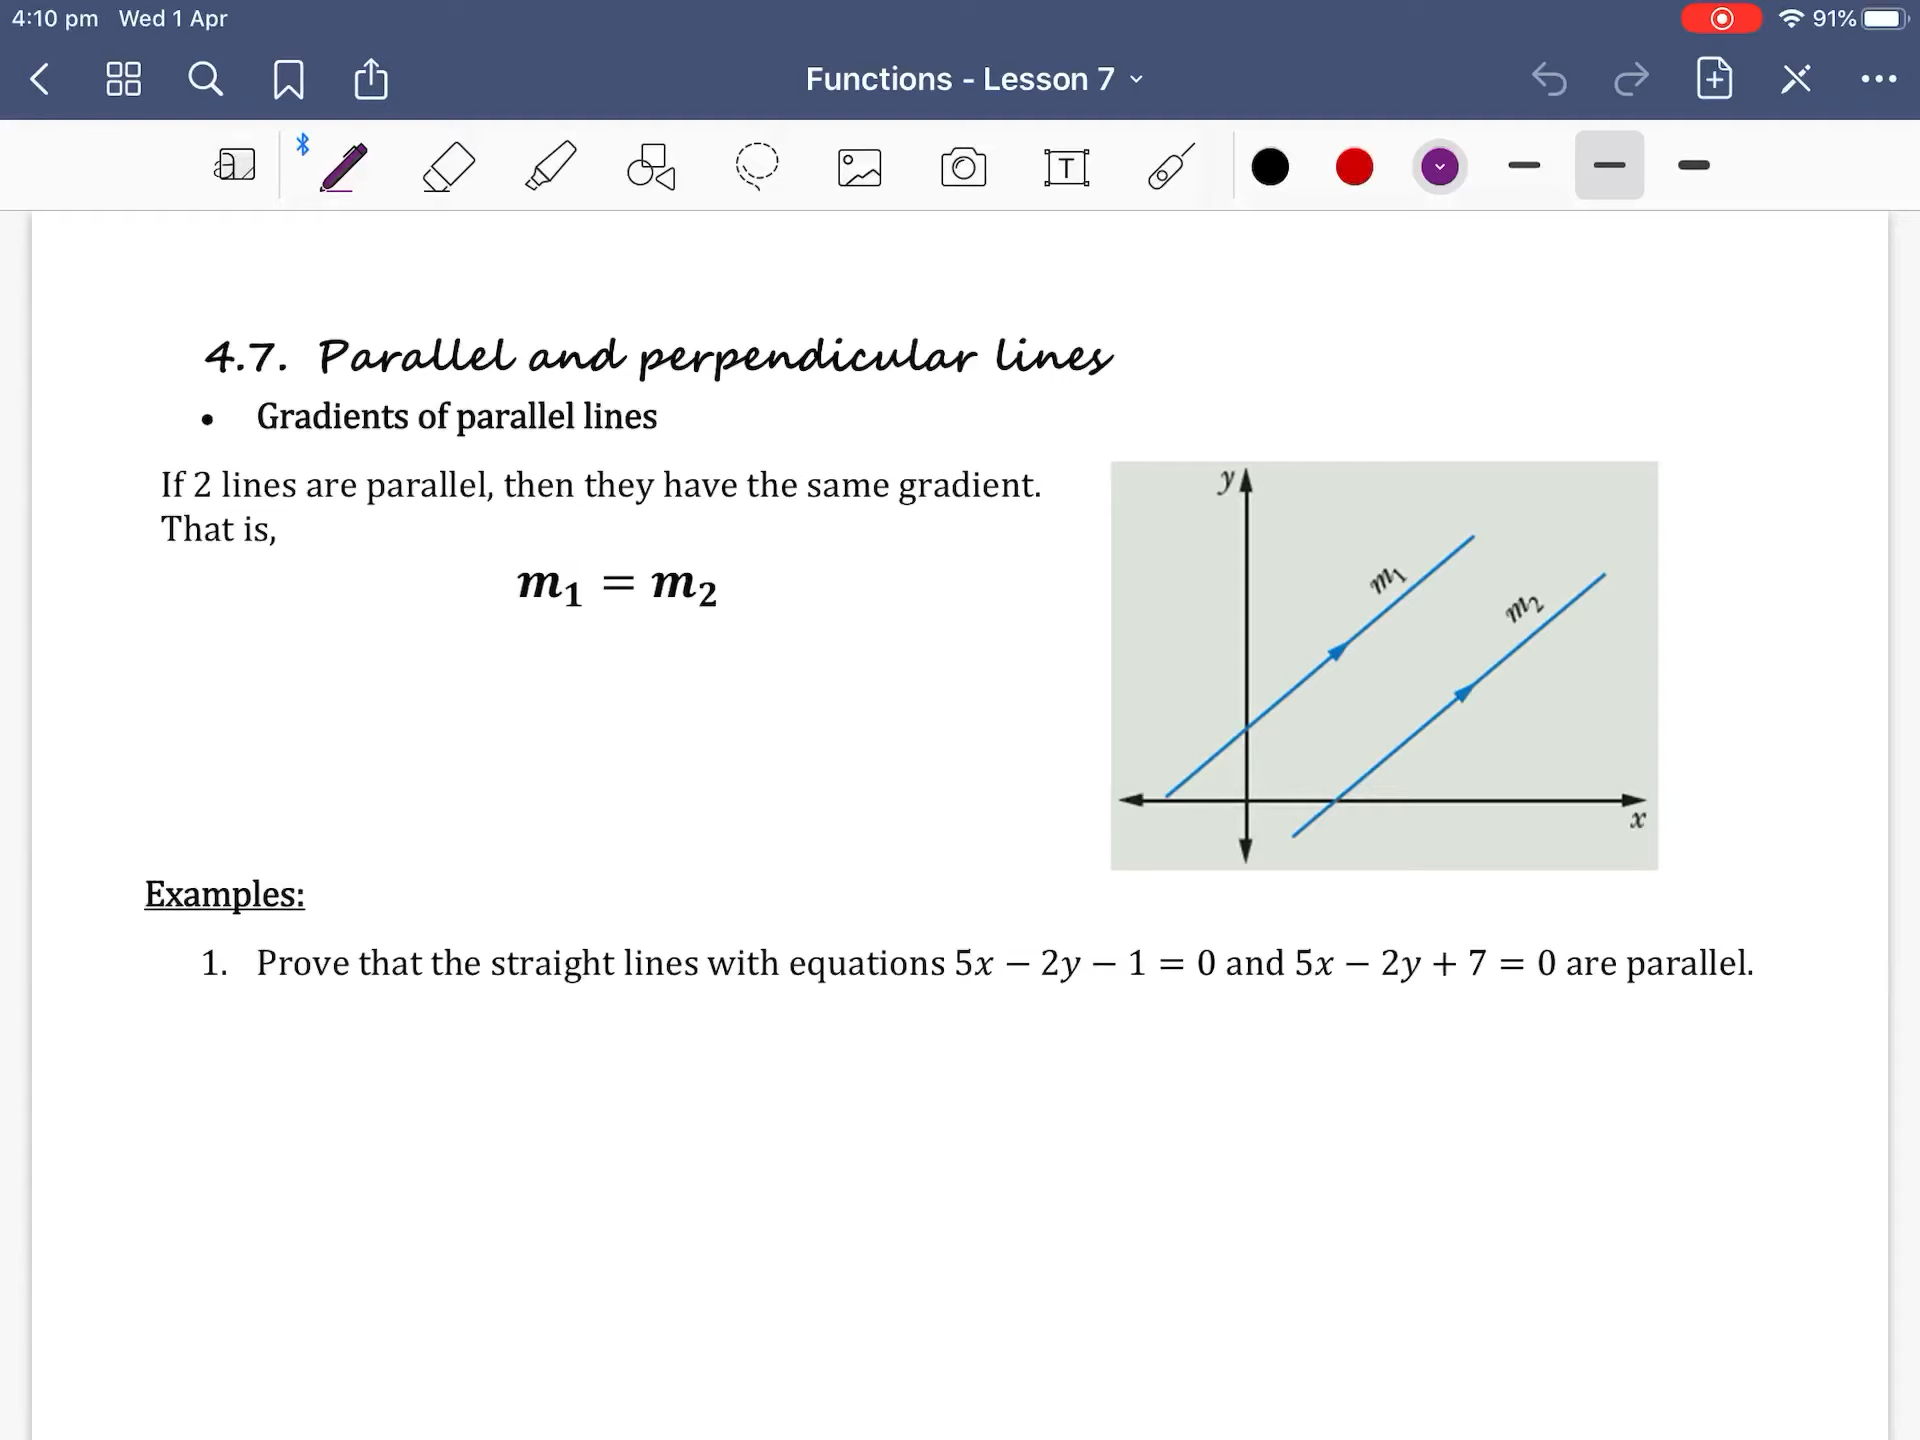 4:10 pm Wed 1 Apr
91%
Functions - Lesson 7
a
T
4.7. Parallel and perpendicular lines
• Gradients of parallel lines
If 2 lines are parallel, then they have the same gradient.
That is,
m₁ = m₂
y
m₁
m₂
x
Examples:
1. Prove that the straight lines with equations 5x − 2y − 1 = 0 and 5x − 2y + 7 = 0 are parallel.